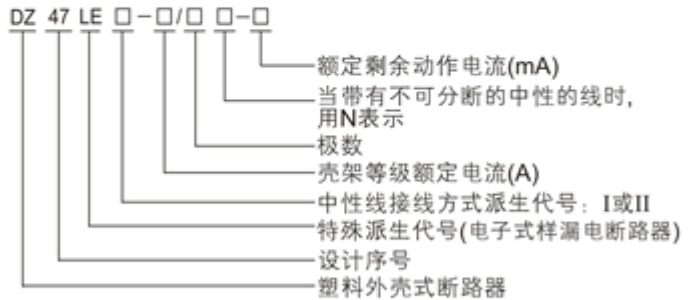 DZ 47 LE □-□/□ □-□
额定剩余动作电流(mA)
当带有不可分断的中性的线时,
用N表示
极数
壳架等级额定电流(A)
中性线接线方式派生代号：I或II
特殊派生代号(电子式样漏电断路器)
设计序号
塑料外壳式断路器